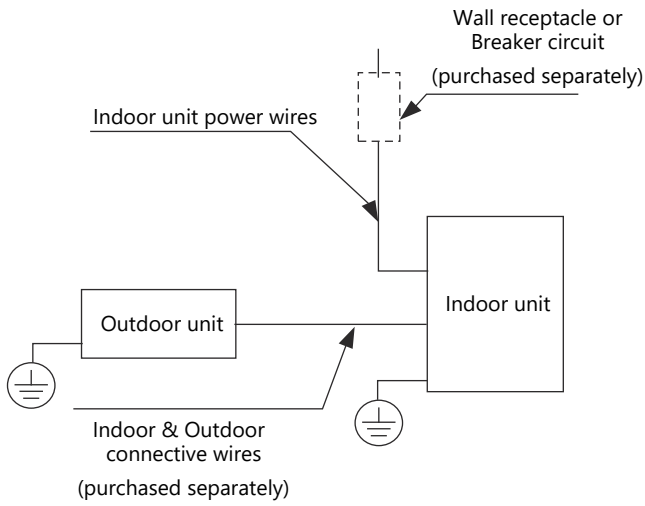 Wall receptacle or
Breaker circuit
(purchased separately)
Indoor unit power wires
Indoor unit
Outdoor unit
Indoor & Outdoor
connective wires
(purchased separately)